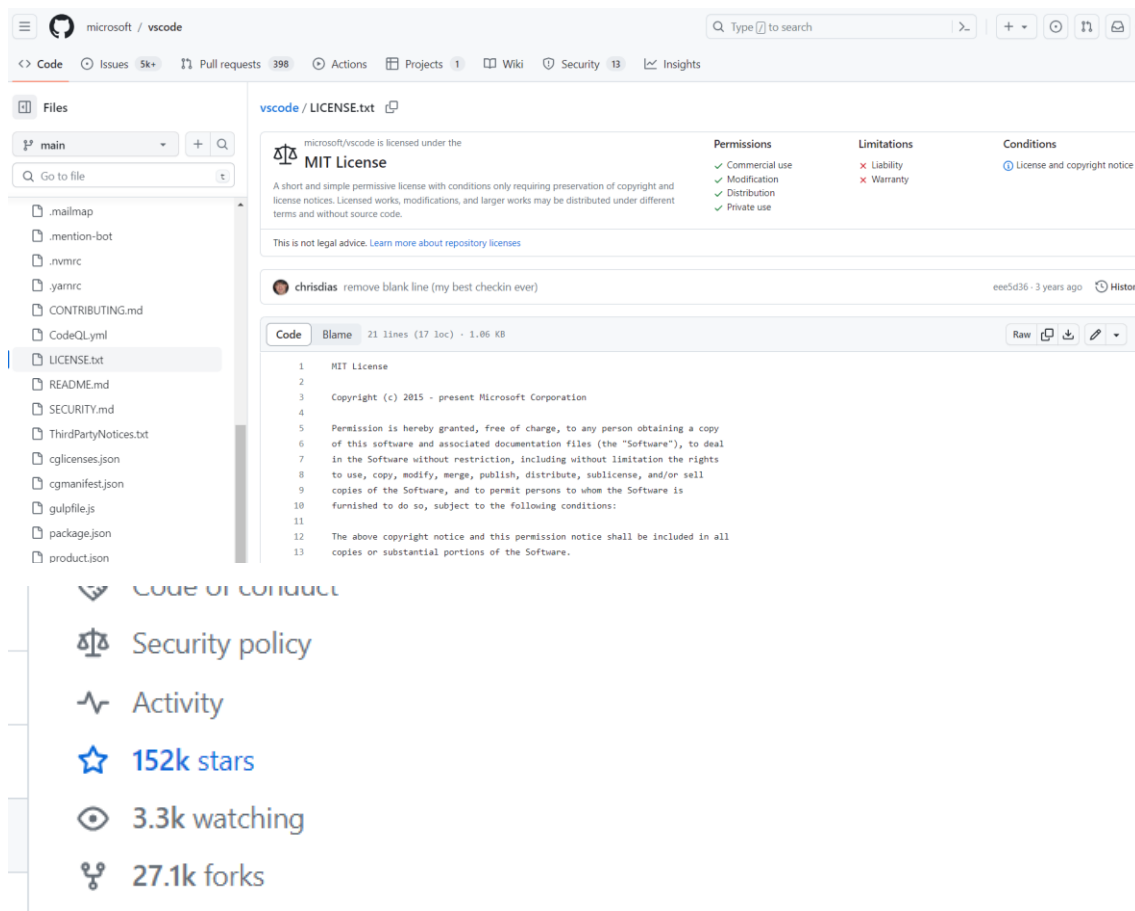 microsoft / vscode
Type / to search
Code
Issues 5k+
Pull requests 398
Actions
Projects 1
Wiki
Security 13
Insights
Files
main
Go to file
t
.mailmap
.mention-bot
.nvmrc
.yarnrc
CONTRIBUTING.md
CodeQL.yml
LICENSE.txt
README.md
SECURITY.md
ThirdPartyNotices.txt
cglicenses.json
cgmanifest.json
gulpfile.js
package.json
product.json
vscode / LICENSE.txt
microsoft/vscode is licensed under the
MIT License
A short and simple permissive license with conditions only requiring preservation of copyright and
license notices. Licensed works, modifications, and larger works may be distributed under different
terms and without source code.
Permissions
Commercial use
Modification
Distribution
Private use
Limitations
Liability
Warranty
Conditions
License and copyright notice
This is not legal advice. Learn more about repository licenses
chrisdias remove blank line (my best checkin ever)
eee5d36 · 3 years ago
Histor
Code Blame 21 lines (17 loc) · 1.06 KB
Raw
1 MIT License
2
3 Copyright (c) 2015 - present Microsoft Corporation
4
5 Permission is hereby granted, free of charge, to any person obtaining a copy
6 of this software and associated documentation files (the "Software"), to deal
7 in the Software without restriction, including without limitation the rights
8 to use, copy, modify, merge, publish, distribute, sublicense, and/or sell
9 copies of the Software, and to permit persons to whom the Software is
10 furnished to do so, subject to the following conditions:
11
12 The above copyright notice and this permission notice shall be included in all
13 copies or substantial portions of the Software.
Code of conduct
Security policy
Activity
152k stars
3.3k watching
27.1k forks